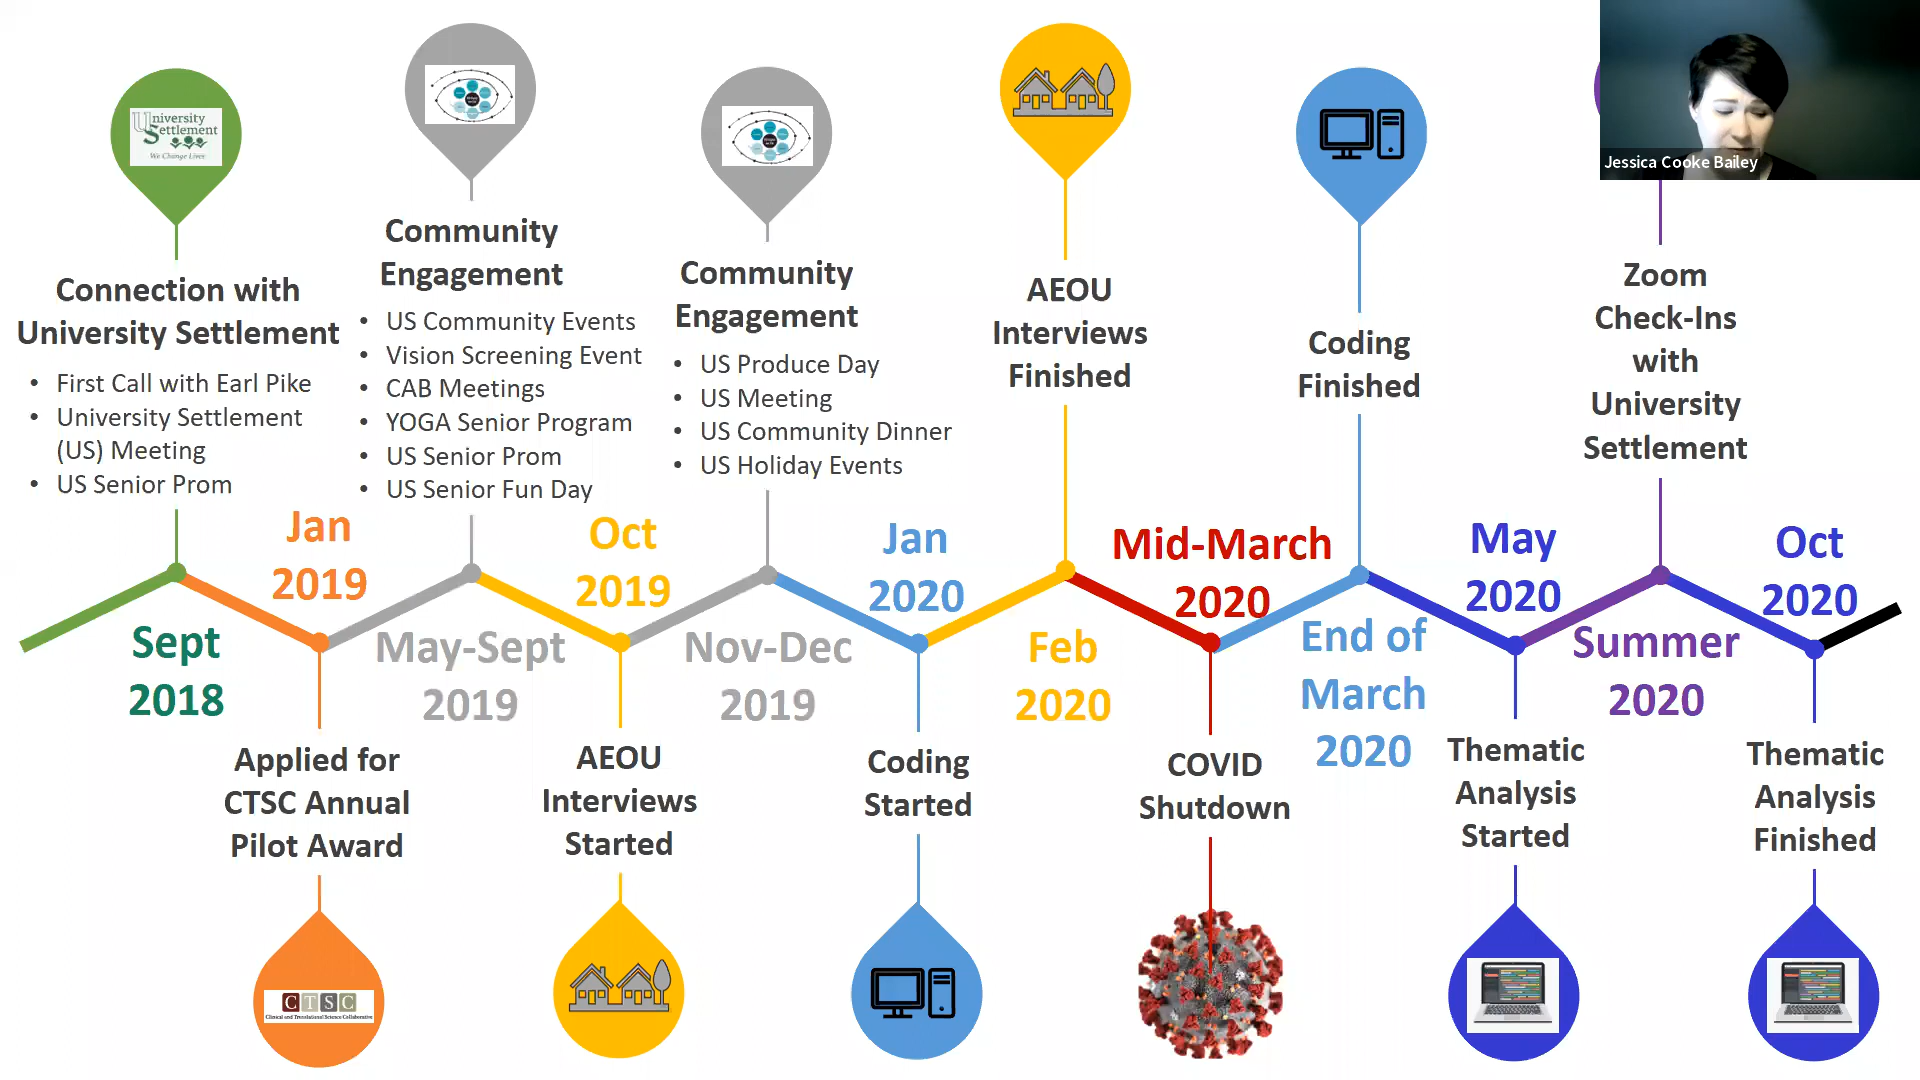 University
Settlement
We Change Lives
Connection with
University Settlement
• First Call with Earl Pike
• University Settlement
(US) Meeting
• US Senior Prom
Sept
2018
Jan
2019
Applied for
CTSC Annual
Pilot Award
CTSC
Clinical and Translational Science Collaborative
Community
Engagement
• US Community Events
• Vision Screening Event
• CAB Meetings
• YOGA Senior Program
• US Senior Prom
• US Senior Fun Day
May-Sept
2019
Oct
2019
AEOU
Interviews
Started
Community
Engagement
• US Produce Day
• US Meeting
• US Community Dinner
• US Holiday Events
Nov-Dec
2019
Jan
2020
Coding
Started
AEOU
Interviews
Finished
Feb
2020
Mid-March
2020
COVID
Shutdown
Coding
Finished
End of
March
2020
May
2020
Thematic
Analysis
Started
Jessica Cooke Bailey
Zoom
Check-Ins
with
University
Settlement
Summer
2020
Oct
2020
Thematic
Analysis
Finished